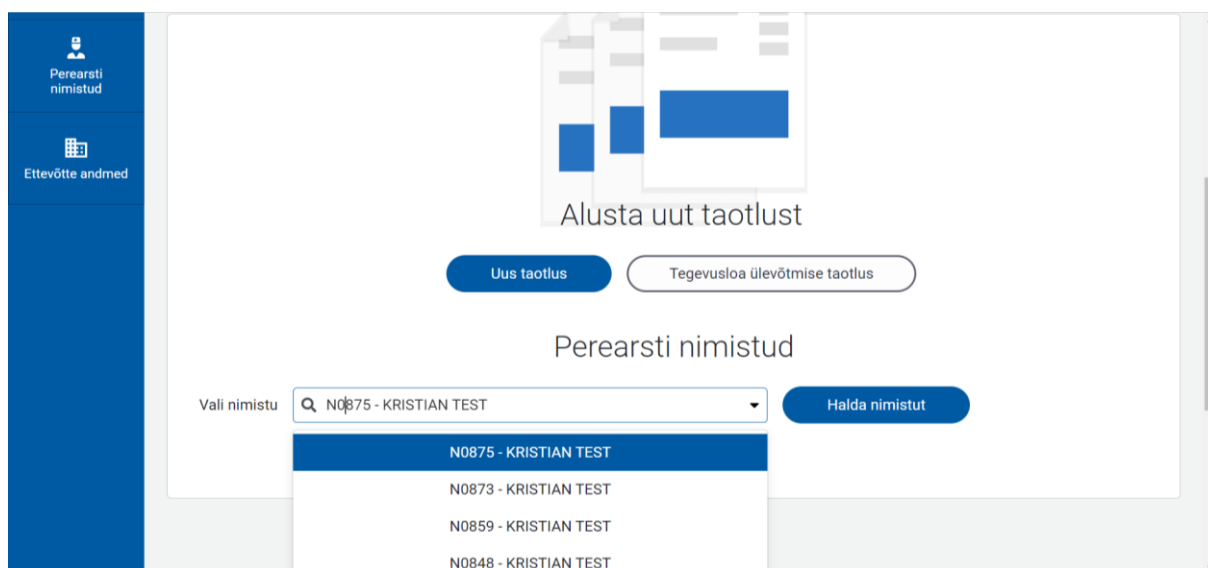 Perearsti
nimistud
Ettevõtte andmed
Alusta uut taotlust
Uus taotlus
Tegevusloa ülevõtmise taotlus
Perearsti nimistud
Vali nimistu
N0875 - KRISTIAN TEST
Halda nimistut
N0875 - KRISTIAN TEST
N0873 - KRISTIAN TEST
N0859 - KRISTIAN TEST
N0848 - KRISTIAN TEST